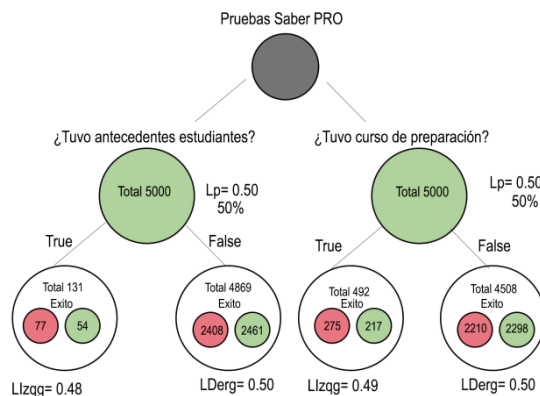 Pruebas Saber PRO
¿Tuvo antecedentes estudiantes?
Total 5000
Lp= 0.50
50%
True
False
Total 131
Exito
77
54
LIzqg= 0.48
Total 4869
Exito
2408
2461
LDerg= 0.50
¿Tuvo curso de preparación?
Total 5000
Lp= 0.50
50%
True
False
Total 492
Exito
275
217
LIzqg= 0.49
Total 4508
Exito
2210
2298
LDerg= 0.50